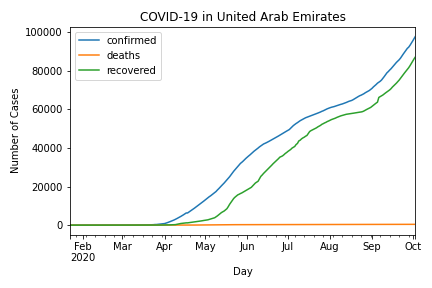 COVID-19 in United Arab Emirates
confirmed
deaths
recovered
Number of Cases
100000
80000
60000
40000
20000
0
Feb Mar Apr May Jun Jul Aug Sep Oct
2020
Day